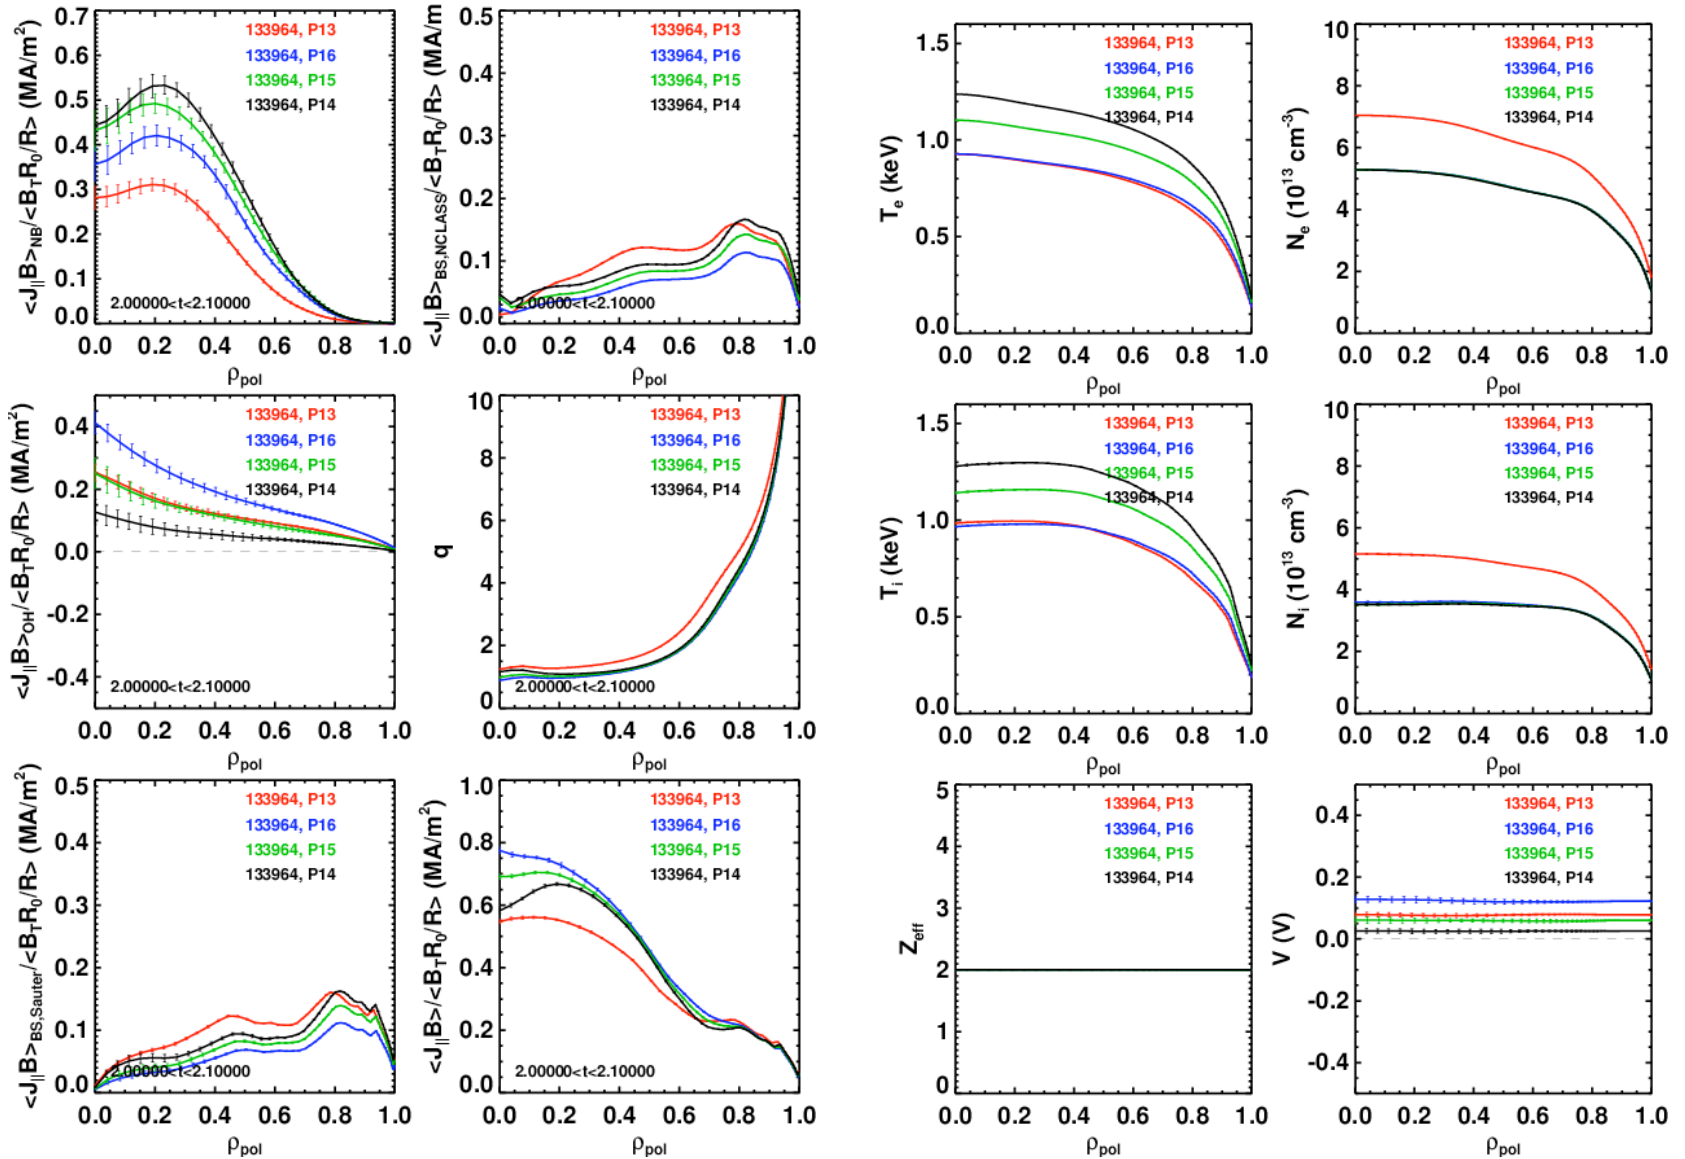 <J||B>NB/<BTR0/R> (MA/m²)
0.7
0.6
0.5
0.4
0.3
0.2
0.1
0.0
133964, P13
133964, P16
133964, P15
133964, P14
2.00000<t<2.10000
0.0 0.2 0.4 0.6 0.8 1.0
ρpol
<J||B>BS,NCLASS/<BTR0/R> (MA/m
0.5
0.4
0.3
0.2
0.1
0.0
133964, P13
133964, P16
133964, P15
133964, P14
2.00000<t<2.10000
0.0 0.2 0.4 0.6 0.8 1.0
ρpol
Te (keV)
1.5
1.0
0.5
0.0
133964, P13
133964, P16
133964, P15
133964, P14
0.0 0.2 0.4 0.6 0.8 1.0
ρpol
Ne (10¹³ cm⁻³)
10
8
6
4
2
0
133964, P13
133964, P16
133964, P15
133964, P14
0.0 0.2 0.4 0.6 0.8 1.0
ρpol
<J||B>OH/<BTR0/R> (MA/m²)
0.4
0.2
0.0
-0.2
-0.4
133964, P13
133964, P16
133964, P15
133964, P14
2.00000<t<2.10000
0.0 0.2 0.4 0.6 0.8 1.0
ρpol
q
10
8
6
4
2
0
133964, P13
133964, P16
133964, P15
133964, P14
2.00000<t<2.10000
0.0 0.2 0.4 0.6 0.8 1.0
ρpol
Ti (keV)
1.5
1.0
0.5
0.0
133964, P13
133964, P16
133964, P15
133964, P14
0.0 0.2 0.4 0.6 0.8 1.0
ρpol
Ni (10¹³ cm⁻³)
10
8
6
4
2
0
133964, P13
133964, P16
133964, P15
133964, P14
0.0 0.2 0.4 0.6 0.8 1.0
ρpol
<J||B>BS,Sauter/<BTR0/R> (MA/m²)
0.5
0.4
0.3
0.2
0.1
0.0
133964, P13
133964, P16
133964, P15
133964, P14
2.00000<t<2.10000
0.0 0.2 0.4 0.6 0.8 1.0
ρpol
<J||B>/<BTR0/R> (MA/m²)
1.0
0.8
0.6
0.4
0.2
0.0
133964, P13
133964, P16
133964, P15
133964, P14
2.00000<t<2.10000
0.0 0.2 0.4 0.6 0.8 1.0
ρpol
Zeff
5
4
3
2
1
0
133964, P13
133964, P16
133964, P15
133964, P14
0.0 0.2 0.4 0.6 0.8 1.0
ρpol
V (V)
0.4
0.2
0.0
-0.2
-0.4
133964, P13
133964, P16
133964, P15
133964, P14
0.0 0.2 0.4 0.6 0.8 1.0
ρpol